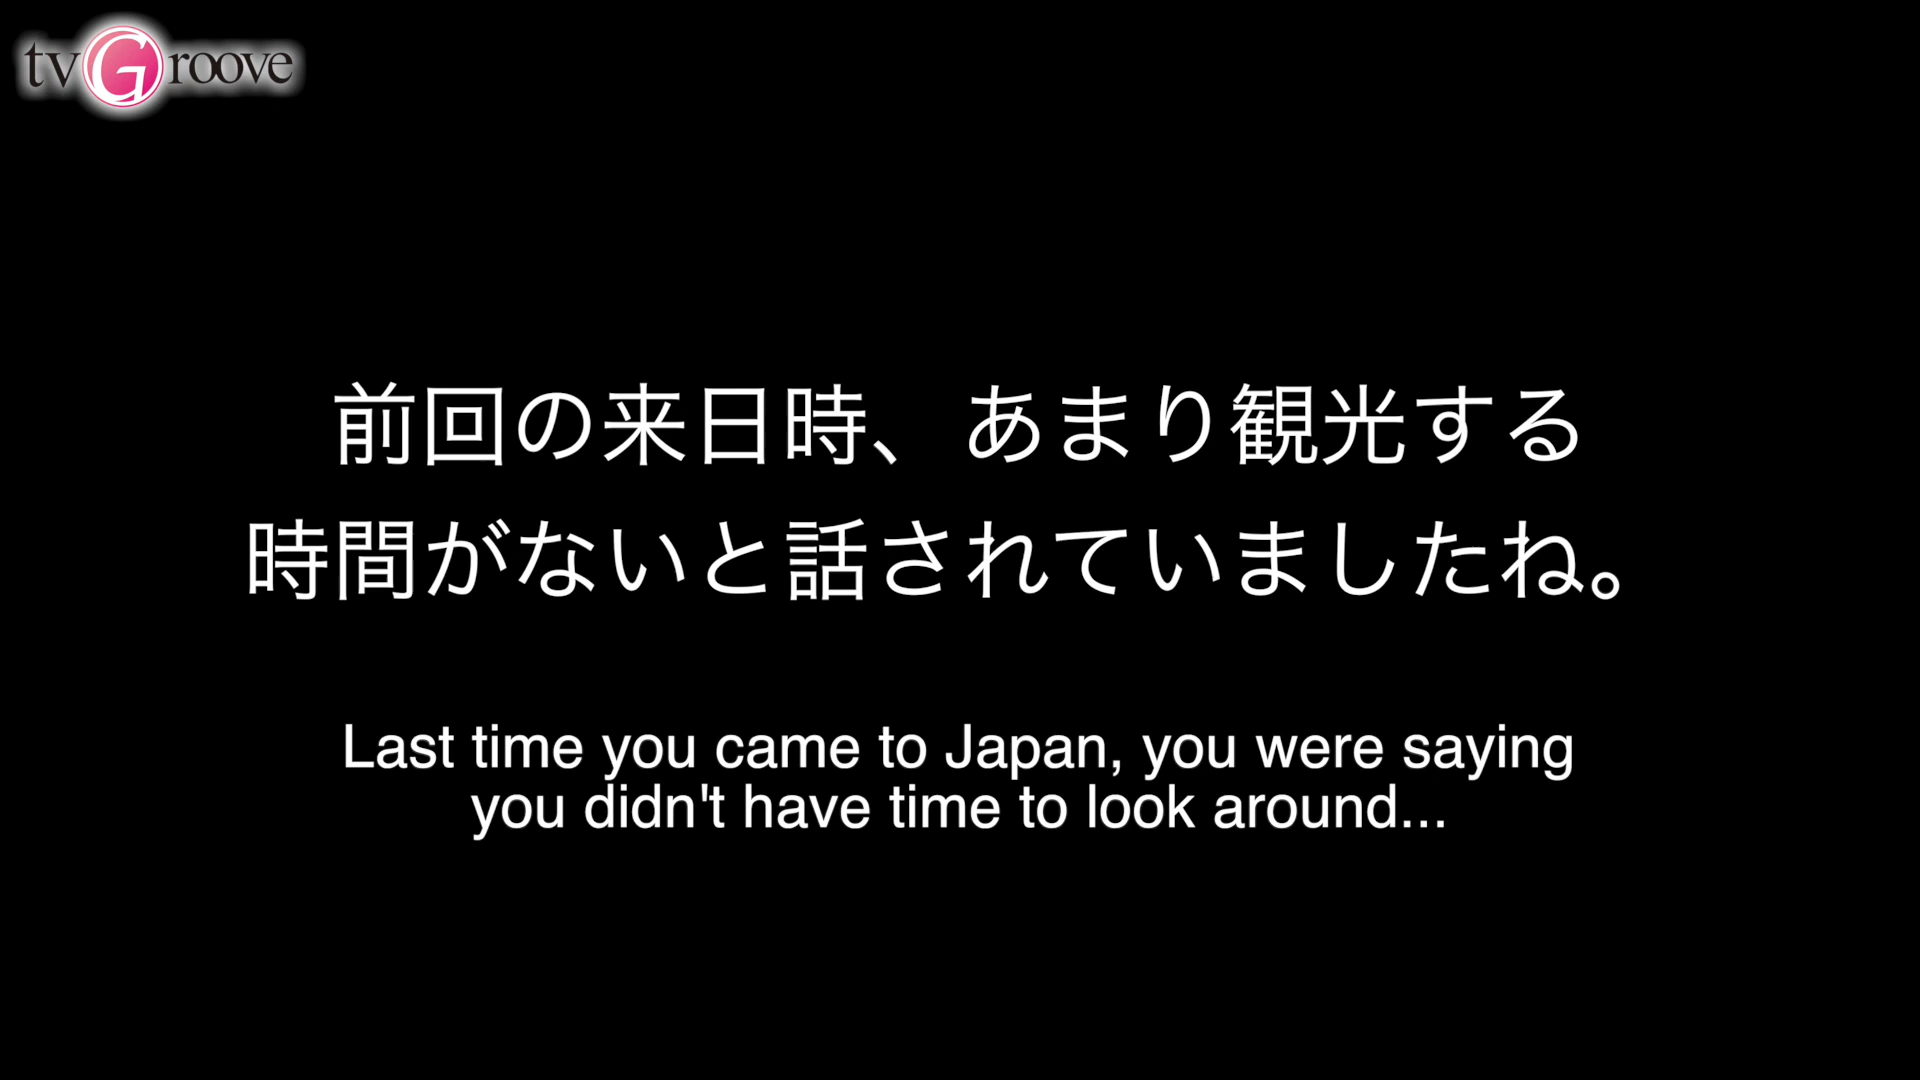 tvGroove
前回の来日時、あまり観光する
時間がないと話されていましたね。
Last time you came to Japan, you were saying
you didn't have time to look around...